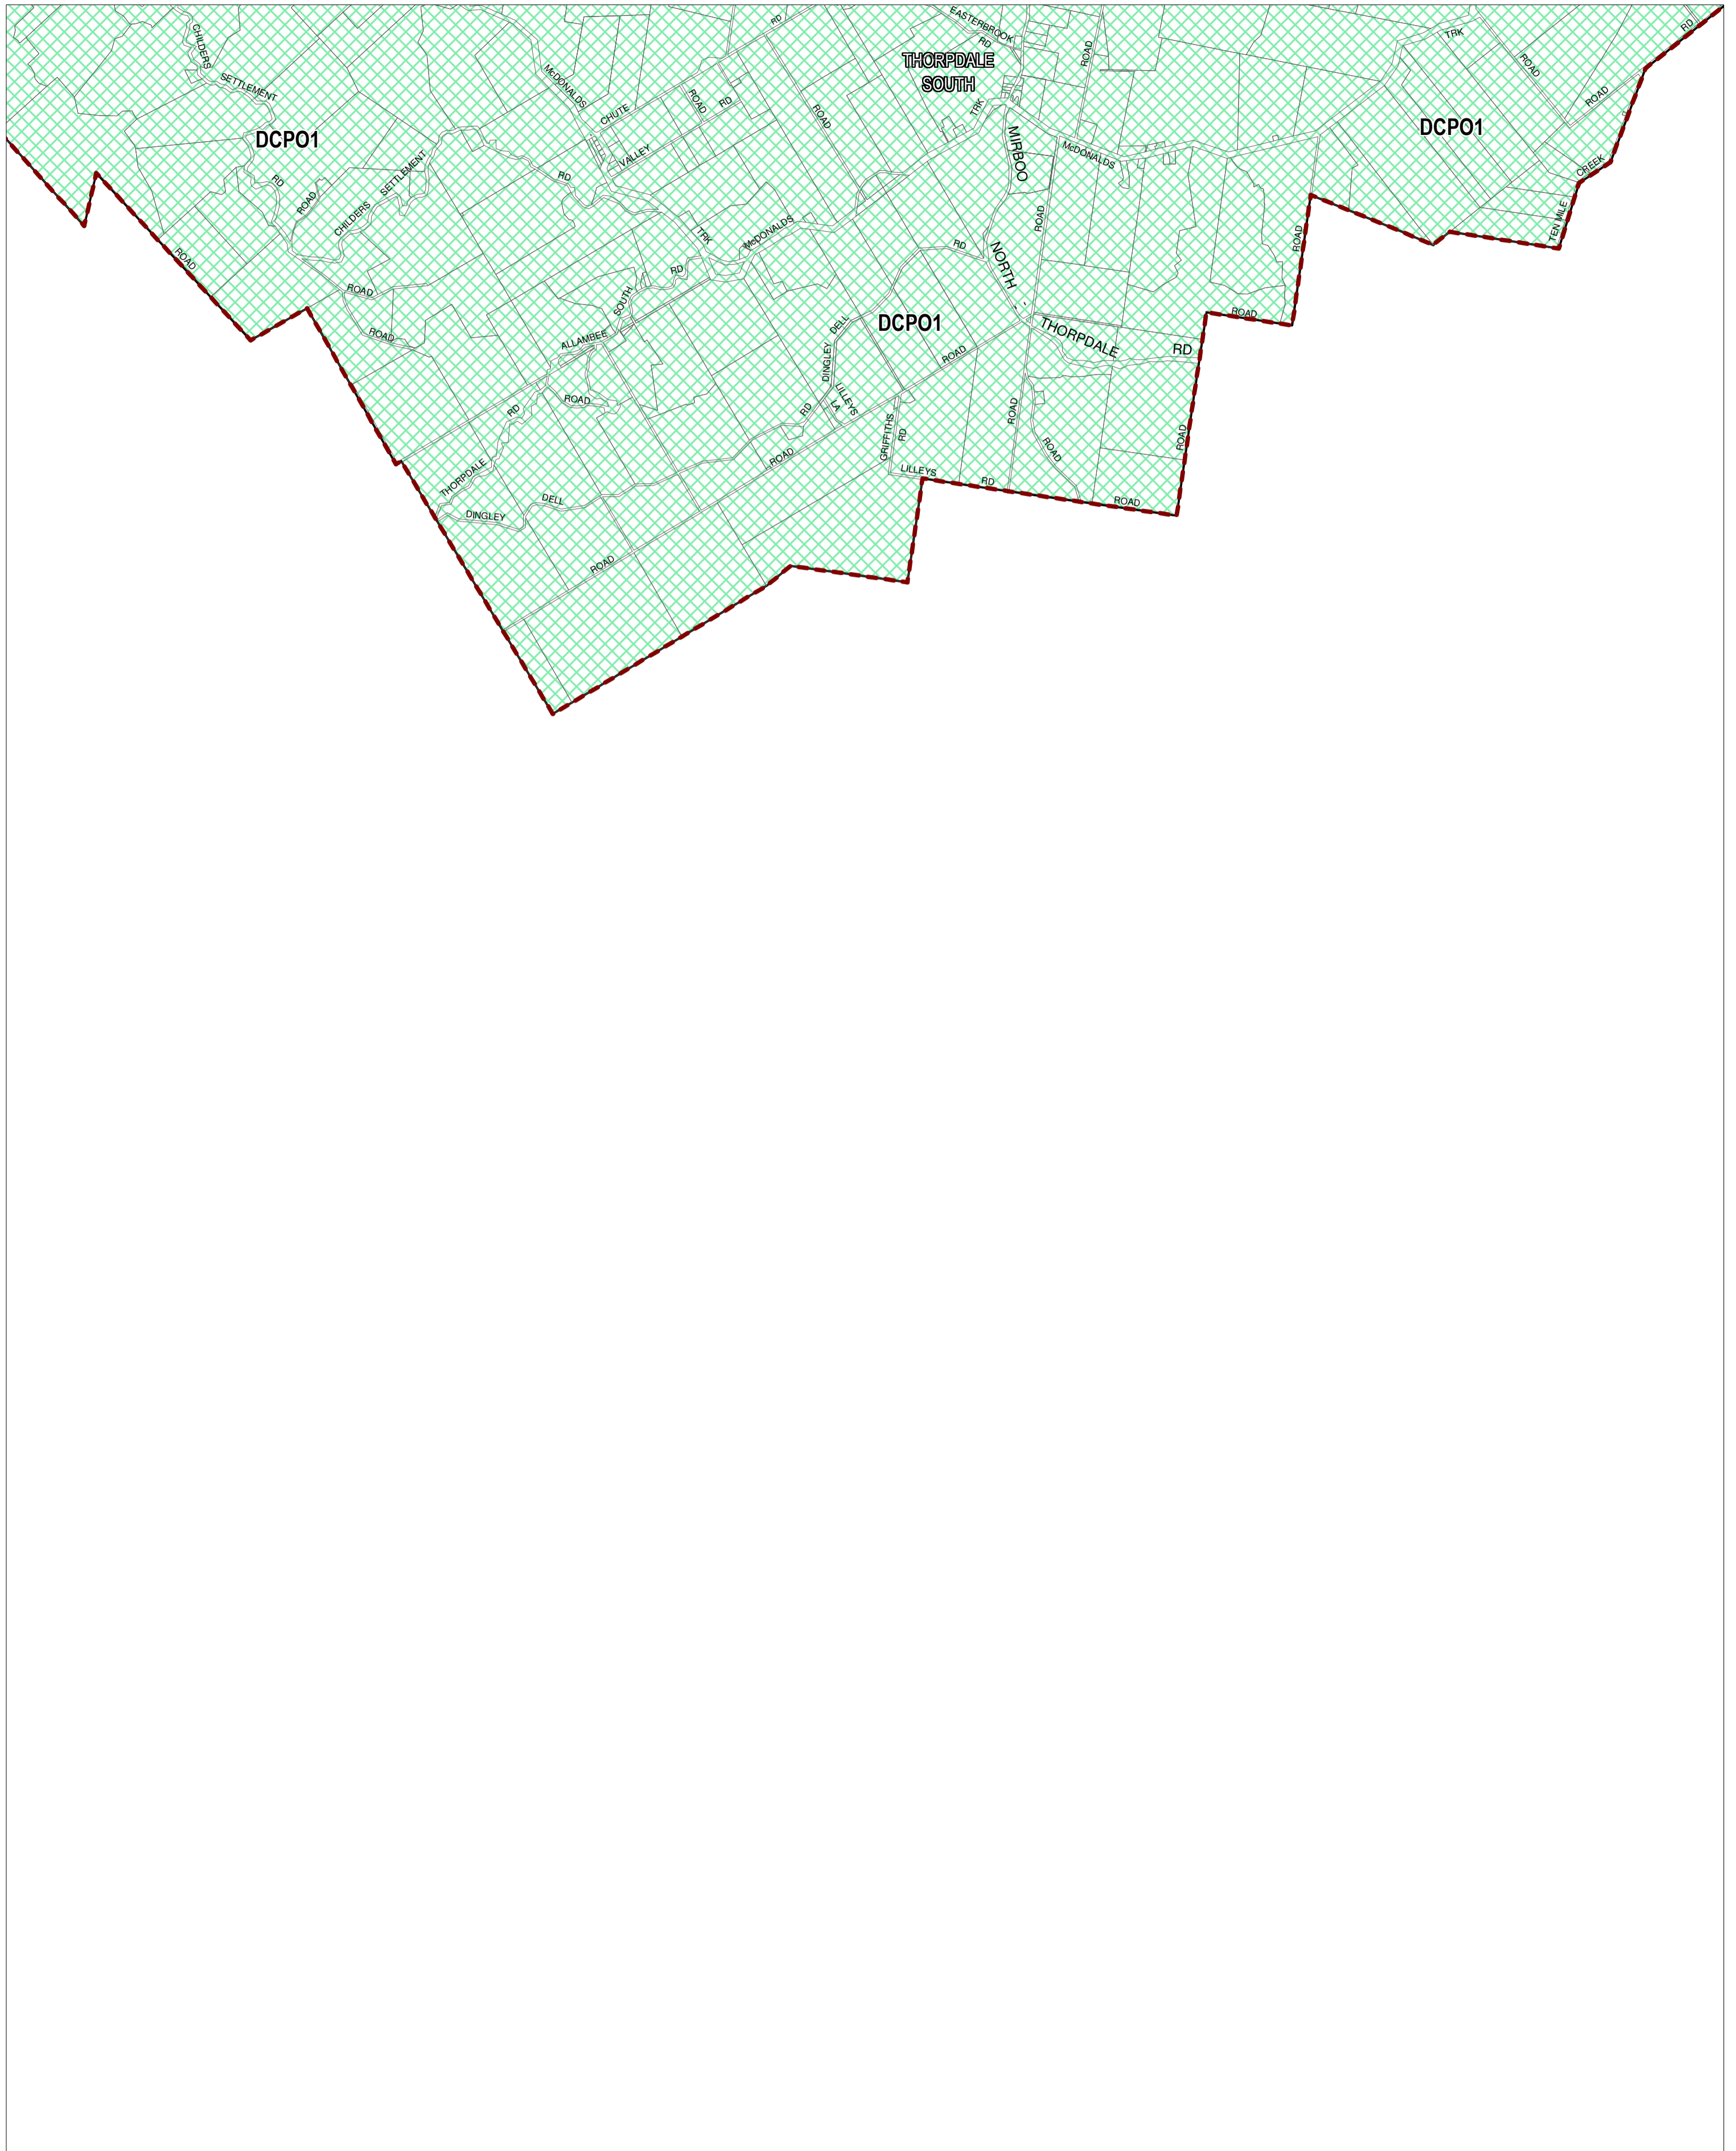 RD
EASTERBROOK
RD
CHILDERS
THORPDALE
SOUTH
ROAD
TRK
ROAD
RD
McDONALDS
SETTLEMENT
CHUTE
ROAD
RD
ROAD
TRK
ROAD
DCPO1
DCPO1
MIRBOO
McDONALDS
VALLEY
RD
SETTLEMENT
RD
CREEK
ROAD
CHILDERS
ROAD
TEN MILE
TRK
McDONALDS
RD
NORTH
ROAD
ROAD
RD
ROAD
SOUTH
ROAD
DCPO1
DELL
THORPDALE
RD
ROAD
ALLAMBEE
DINGLEY
ROAD
LILLEYS
LA
ROAD
RD
RD
GRIFFITHS
RD
ROAD
ROAD
ROAD
ROAD
THORPDALE
LILLEYS
RD
DELL
ROAD
DINGLEY
ROAD